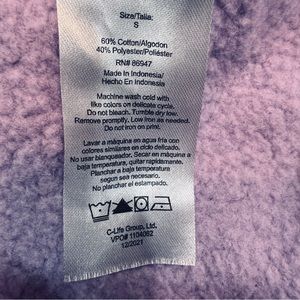 Size/Talla:
S
60% Cotton/Algodon
40% Polyester/Poliéster
RN# 86947
Made In Indonesia/
Hecho En Indonesia
Machine wash cold with
like colors on delicate cycle.
Do not bleach. Tumble dry low.
Remove promptly. Low iron as needed.
Do not iron on print.
Lavar a máquina en agua fria con
colores similares en ciclo delicado.
No usar blanqueador. Secar en máquina a
baja temperatura, quitar rapidamente.
Planchar a baja temperatura
segun sea necesario.
No planchar el estampado.
C-Life Group, Ltd.
VPO# 1104062
12/2021